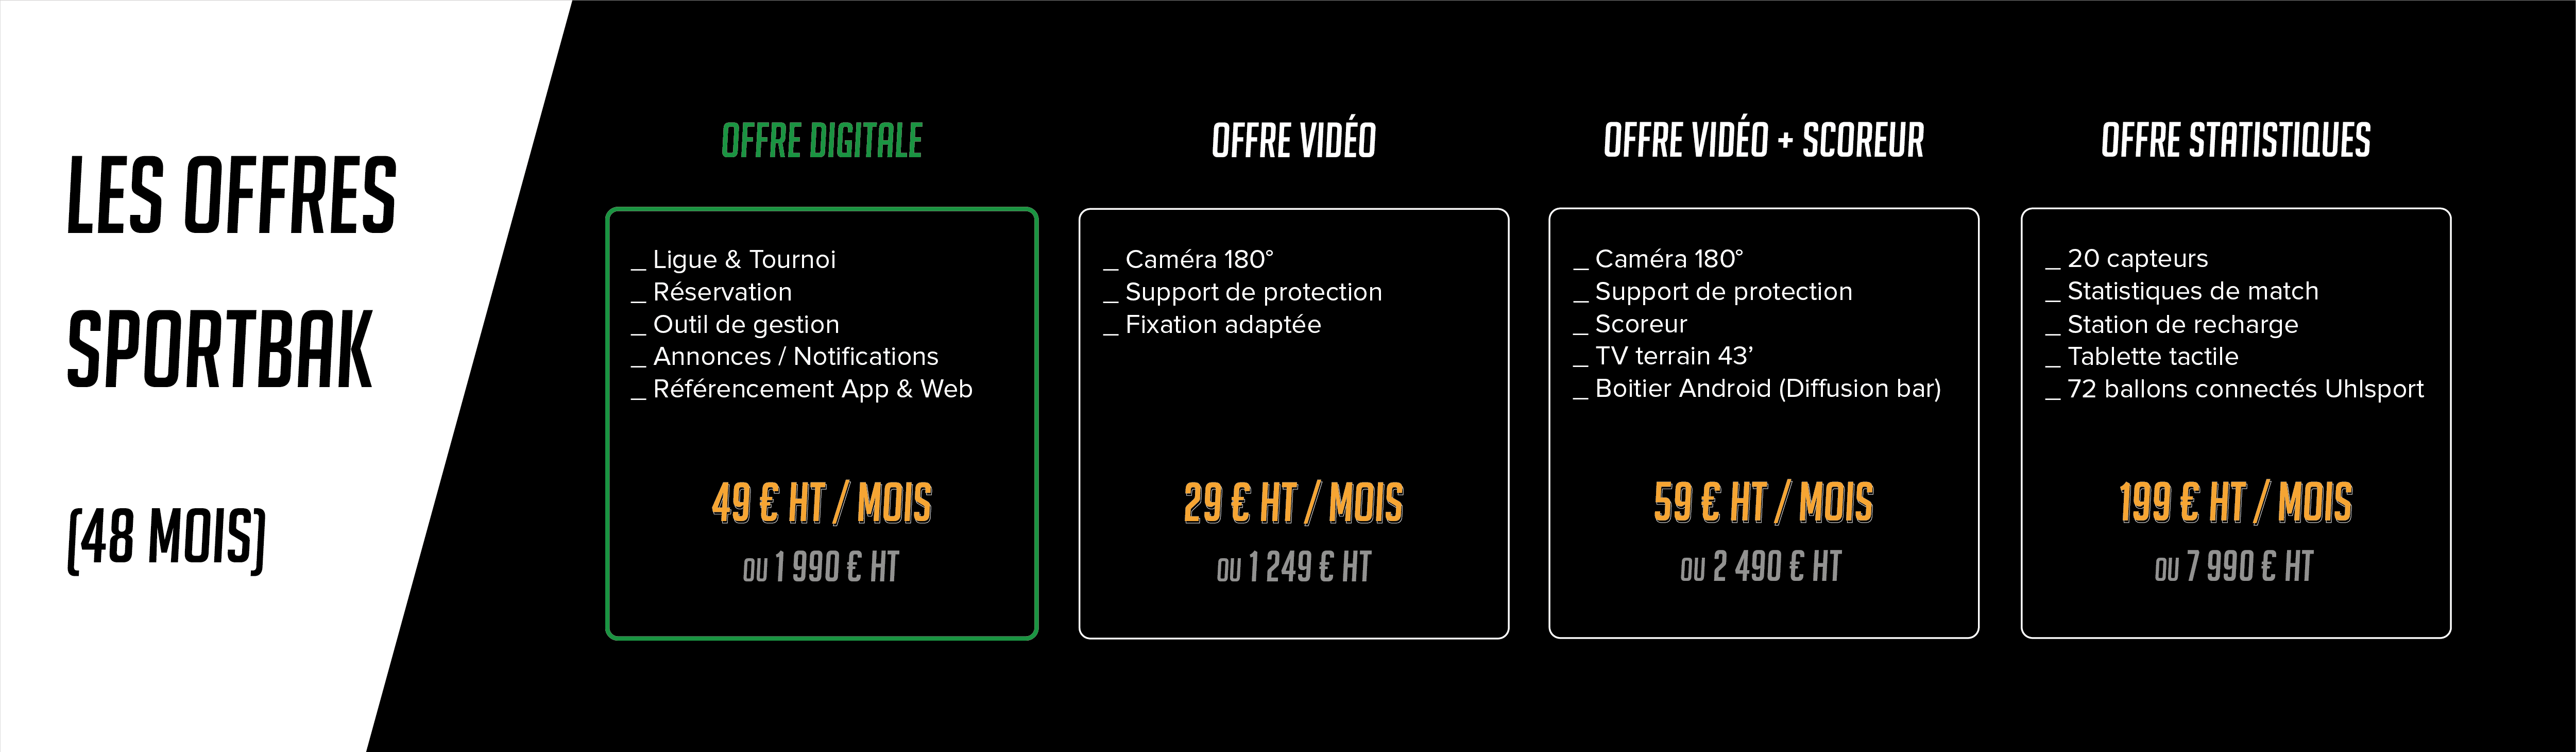 LES OFFRES
SPORTBAK
(48 MOIS)
OFFRE DIGITALE
_ Ligue & Tournoi
_ Réservation
_ Outil de gestion
_ Annonces / Notifications
_ Référencement App & Web
49 € HT / MOIS
OU 1 990 € HT
OFFRE VIDÉO
_ Caméra 180°
_ Support de protection
_ Fixation adaptée
29 € HT / MOIS
OU 1 249 € HT
OFFRE VIDÉO + SCOREUR
_ Caméra 180°
_ Support de protection
_ Scoreur
_ TV terrain 43’
_ Boitier Android (Diffusion bar)
59 € HT / MOIS
OU 2 490 € HT
OFFRE STATISTIQUES
_ 20 capteurs
_ Statistiques de match
_ Station de recharge
_ Tablette tactile
_ 72 ballons connectés Uhlsport
199 € HT / MOIS
OU 7 990 € HT